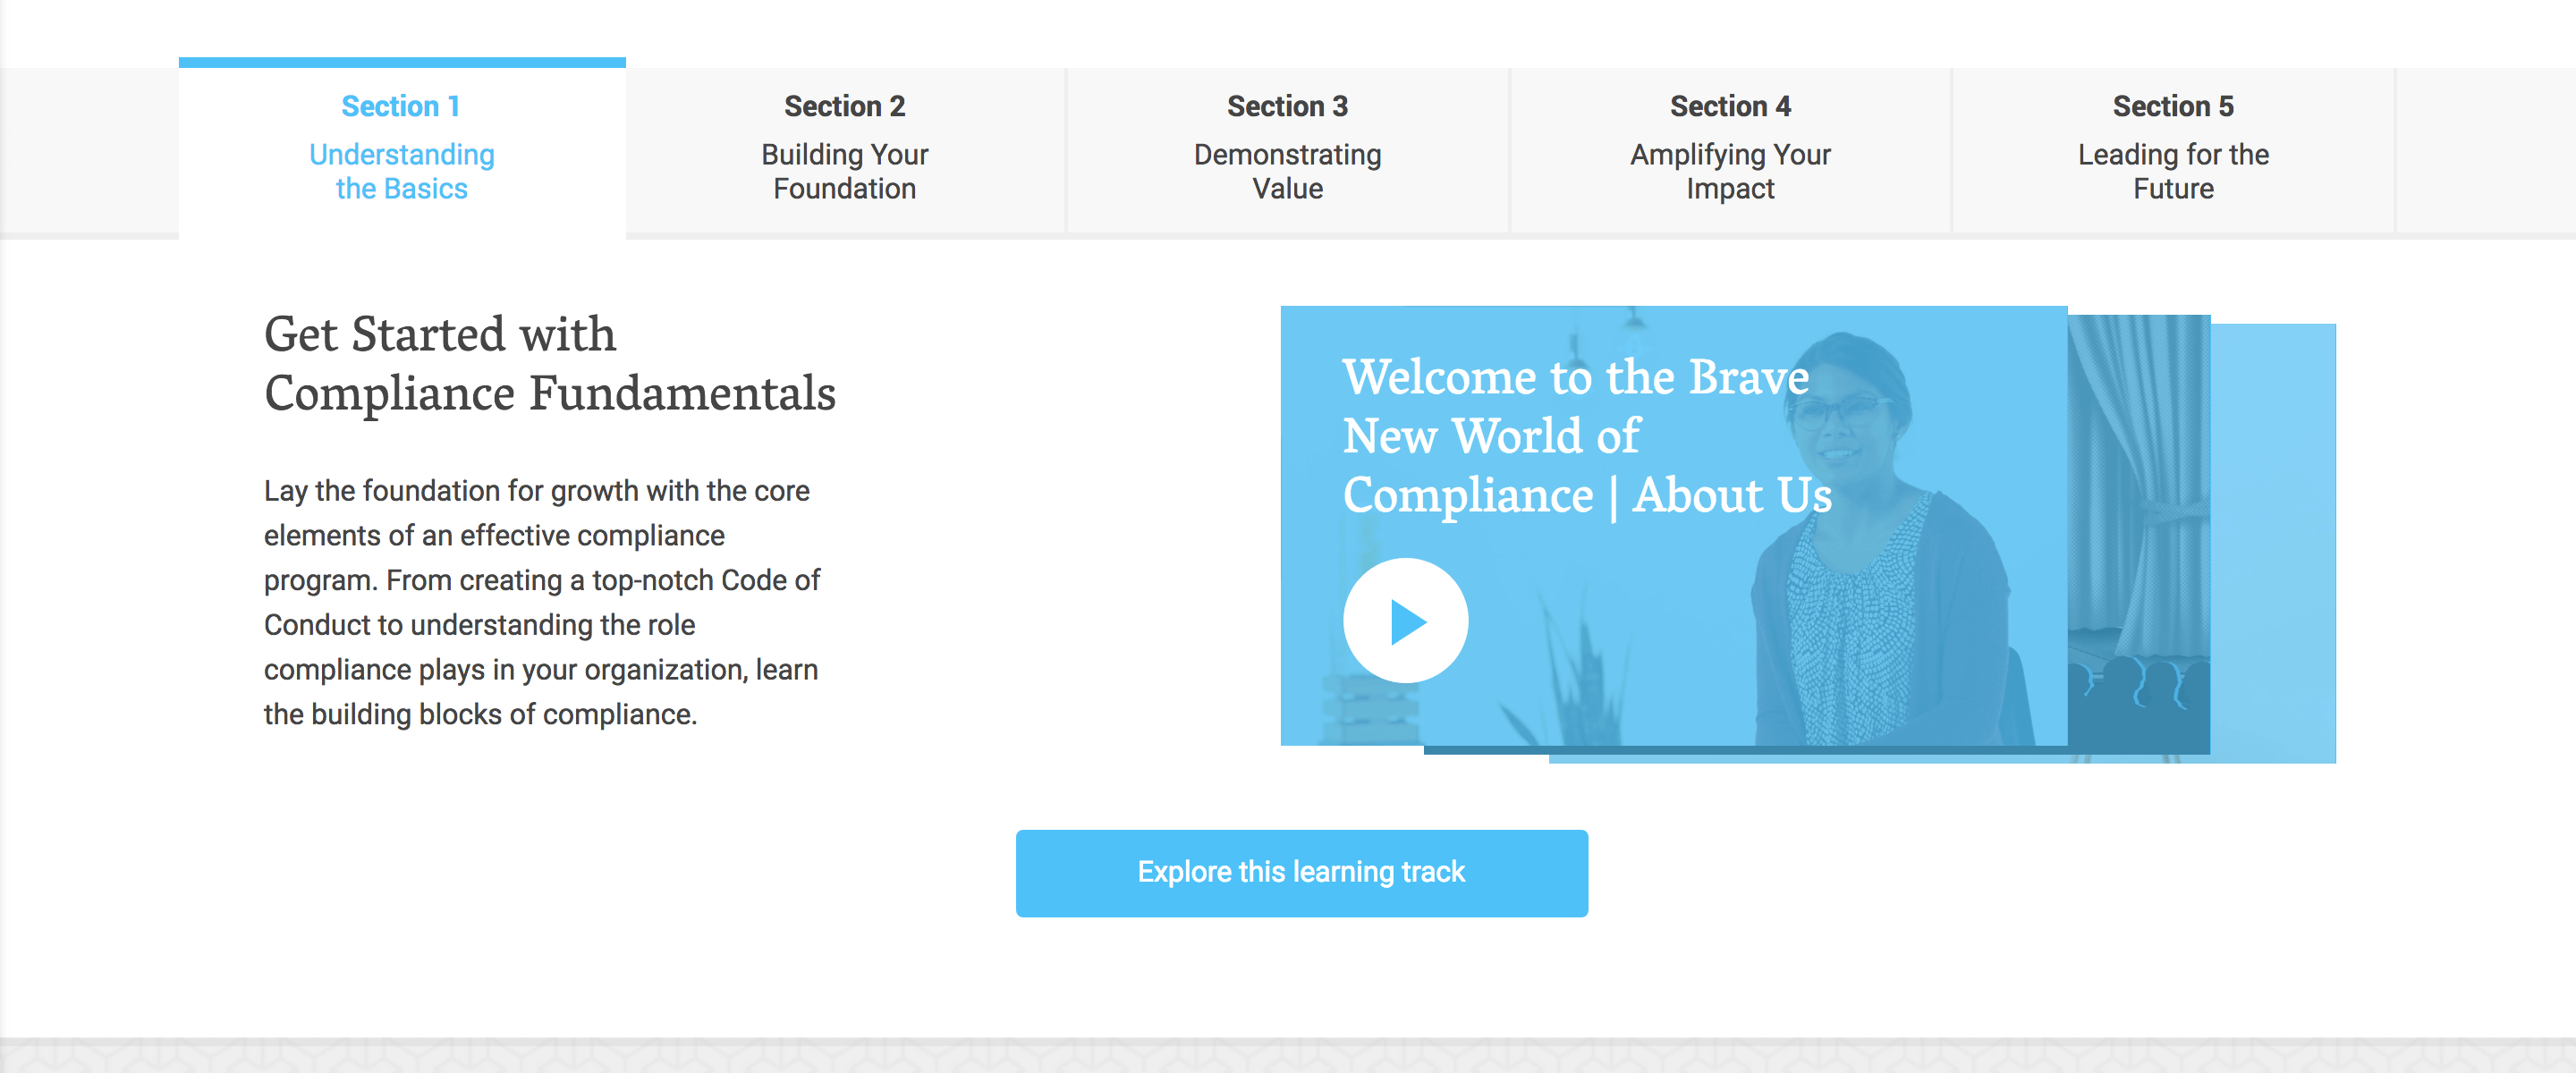 Section 1
Understanding
the Basics
Section 2
Building Your
Foundation
Section 3
Demonstrating
Value
Section 4
Amplifying Your
Impact
Section 5
Leading for the
Future
Get Started with
Compliance Fundamentals
Lay the foundation for growth with the core
elements of an effective compliance
program. From creating a top-notch Code of
Conduct to understanding the role
compliance plays in your organization, learn
the building blocks of compliance.
Welcome to the Brave
New World of
Compliance | About Us
Explore this learning track